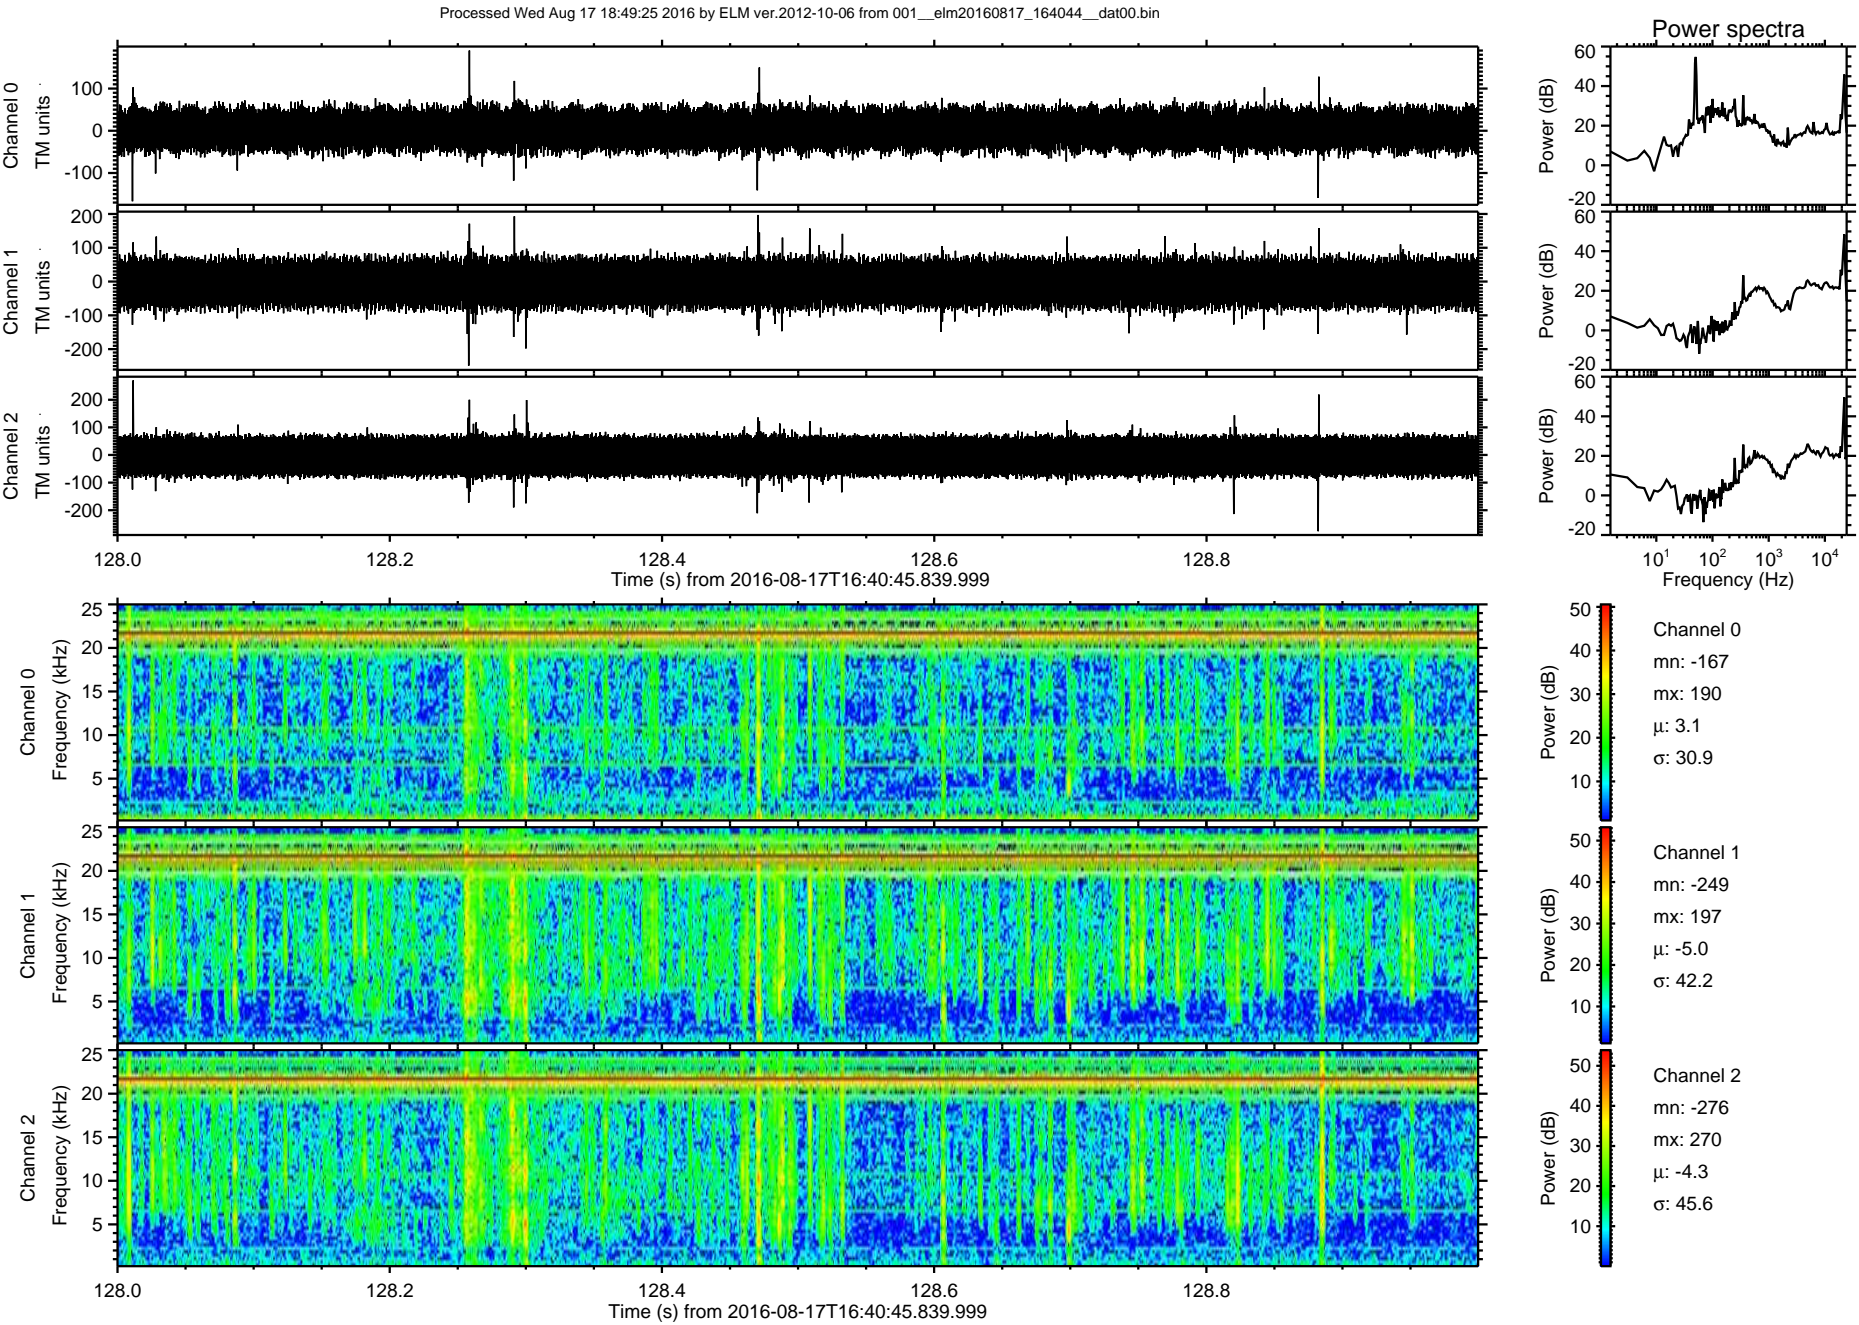 Processed Wed Aug 17 18:49:25 2016 by ELM ver.2012-10-06 from 001__elm20160817_164044__dat00.bin
Power spectra
Channel 0
TM units
100
0
-100
Power (dB)
60
40
20
0
-20
Channel 1
TM units
200
100
0
-100
-200
Power (dB)
60
40
20
0
-20
Channel 2
TM units
200
100
0
-100
-200
Power (dB)
60
40
20
0
-20
128.0 128.2 128.4 128.6 128.8
Time (s) from 2016-08-17T16:40:45.839.999
10^1 10^2 10^3 10^4
Frequency (Hz)
Channel 0
Frequency (kHz)
25
20
15
10
5
Power (dB)
50
40
30
20
10
Channel 0
mn: -167
mx: 190
μ: 3.1
σ: 30.9
Channel 1
Frequency (kHz)
25
20
15
10
5
Power (dB)
50
40
30
20
10
Channel 1
mn: -249
mx: 197
μ: -5.0
σ: 42.2
Channel 2
Frequency (kHz)
25
20
15
10
5
Power (dB)
50
40
30
20
10
Channel 2
mn: -276
mx: 270
μ: -4.3
σ: 45.6
128.0 128.2 128.4 128.6 128.8
Time (s) from 2016-08-17T16:40:45.839.999